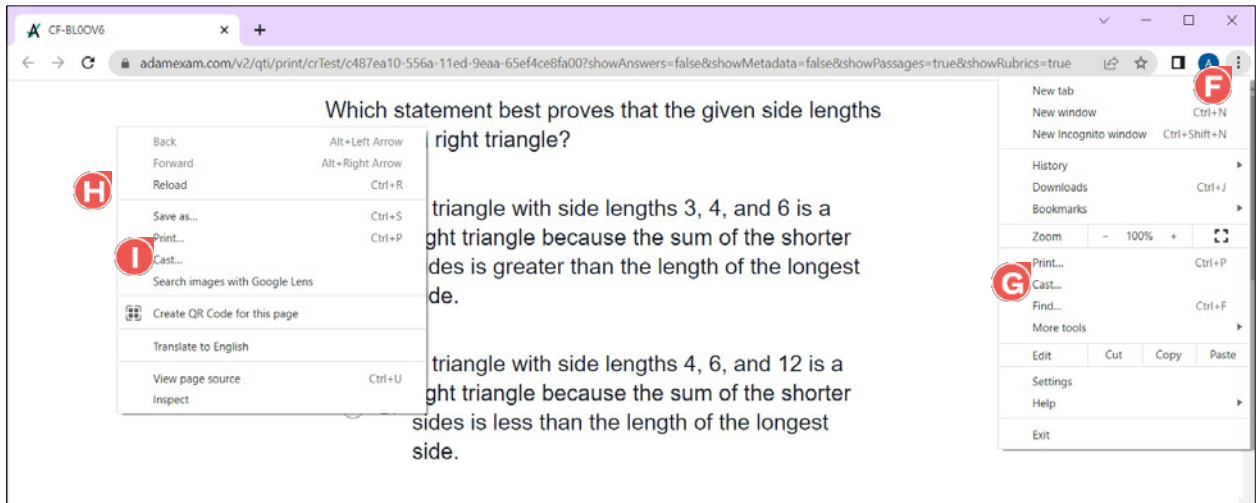 CF-BL0OV6
adamexam.com/v2/qti/print/crTest/c487ea10-556a-11ed-9eaa-65ef4ce8fa00?showAnswers=false&showMetadata=false&showPassages=true&showRubrics=true
A
F
New tab
New window Ctrl+N
New Incognito window Ctrl+Shift+N
History
Downloads Ctrl+J
Bookmarks
Zoom - 100% +
Print... Ctrl+P
G
Cast...
Find... Ctrl+F
More tools
Edit Cut Copy Paste
Settings
Help
Exit
Which statement best proves that the given side lengths
right triangle?
triangle with side lengths 3, 4, and 6 is a
ght triangle because the sum of the shorter
des is greater than the length of the longest
de.
triangle with side lengths 4, 6, and 12 is a
ght triangle because the sum of the shorter
sides is less than the length of the longest
side.
Back Alt+Left Arrow
Forward Alt+Right Arrow
H
Reload Ctrl+R
Save as... Ctrl+S
Print... Ctrl+P
I
Cast...
Search images with Google Lens
Create QR Code for this page
Translate to English
View page source Ctrl+U
Inspect